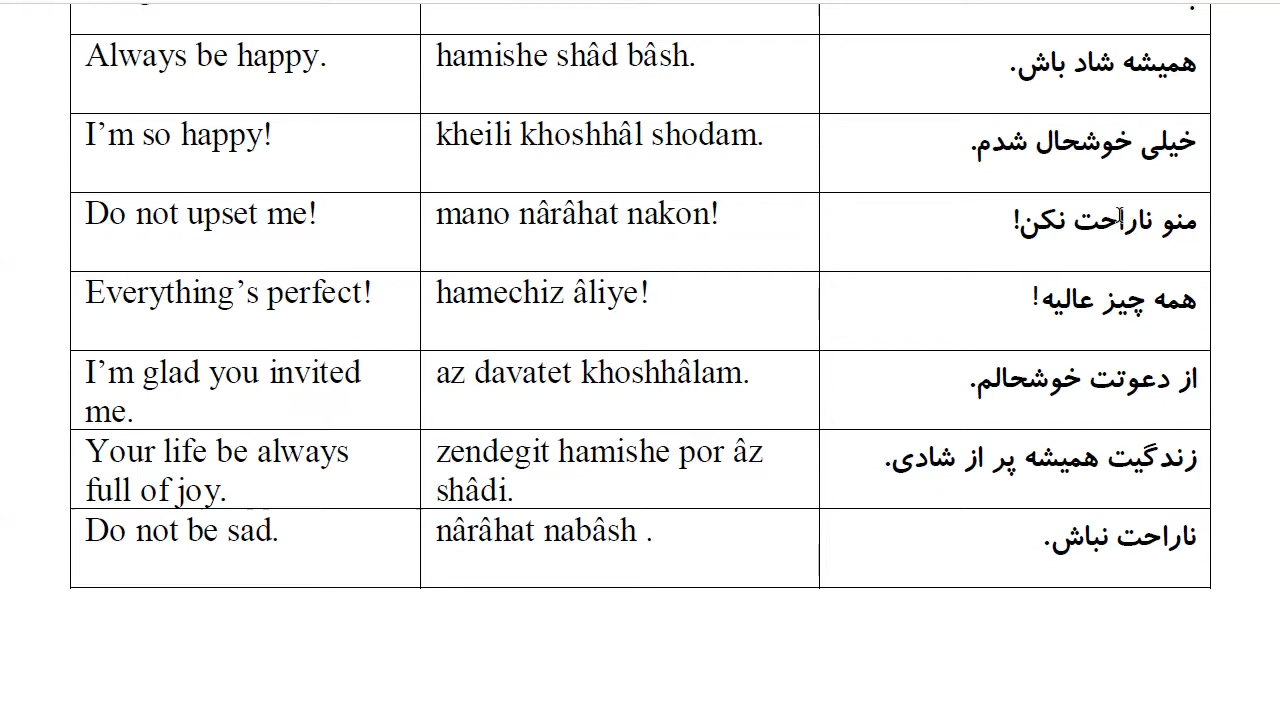 Always be happy.
hamishe shâd bâsh.
همیشه شاد باش.
I’m so happy!
kheili khoshhâl shodam.
خیلی خوشحال شدم.
Do not upset me!
mano nârâhat nakon!
منو ناراحت نکن!
Everything’s perfect!
hamechiz âliye!
همه چیز عالیه!
I’m glad you invited
me.
az davatet khoshhâlam.
از دعوتت خوشحالم.
Your life be always
full of joy.
zendegit hamishe por âz
shâdi.
زندگیت همیشه پر از شادی.
Do not be sad.
nârâhat nabâsh .
ناراحت نباش.